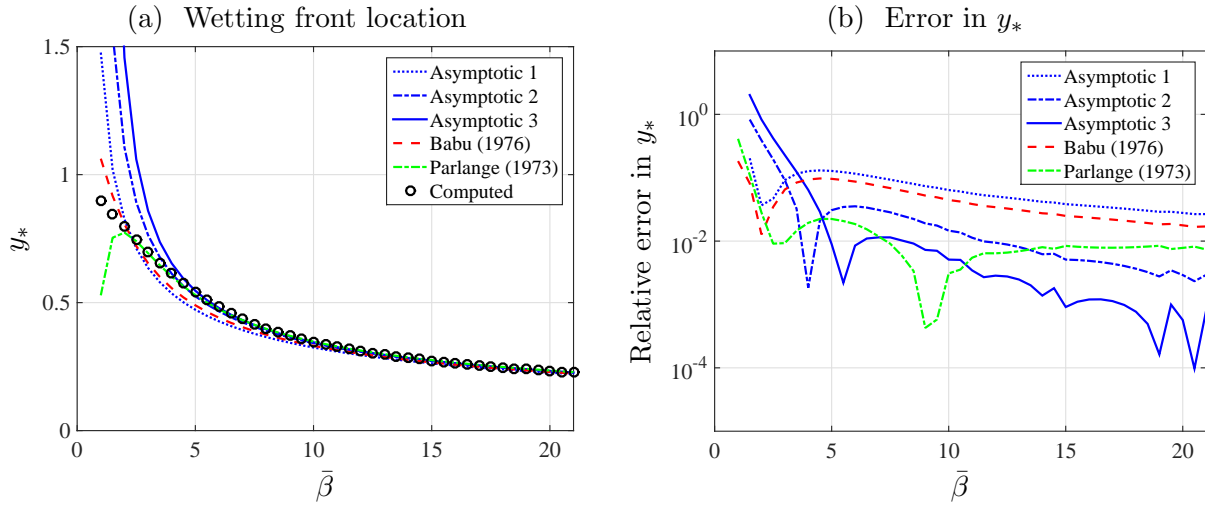 (a) Wetting front location
1.5
1
0.5
0
0 5 10 15 20
y*
β̄
Asymptotic 1
Asymptotic 2
Asymptotic 3
Babu (1976)
Parlange (1973)
Computed
(b) Error in y*
10^0
10^-2
10^-4
0 5 10 15 20
Relative error in y*
β̄
Asymptotic 1
Asymptotic 2
Asymptotic 3
Babu (1976)
Parlange (1973)